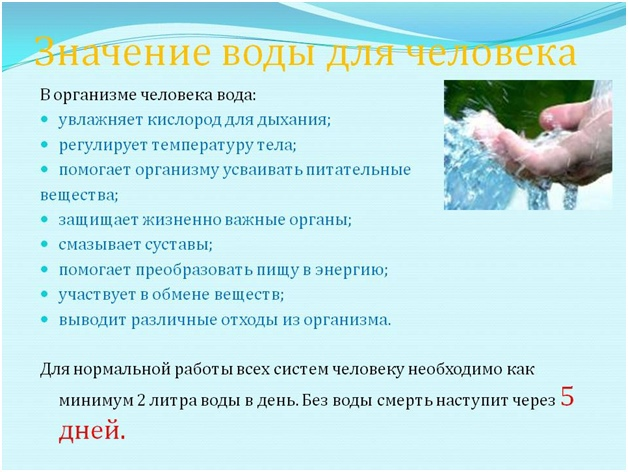 Значение воды для человека
В организме человека вода:
• увлажняет кислород для дыхания;
• регулирует температуру тела;
• помогает организму усваивать питательные
вещества;
• защищает жизненно важные органы;
• смазывает суставы;
• помогает преобразовать пищу в энергию;
• участвует в обмене веществ;
• выводит различные отходы из организма.
Для нормальной работы всех систем человеку необходимо как
минимум 2 литра воды в день. Без воды смерть наступит через 5
дней.